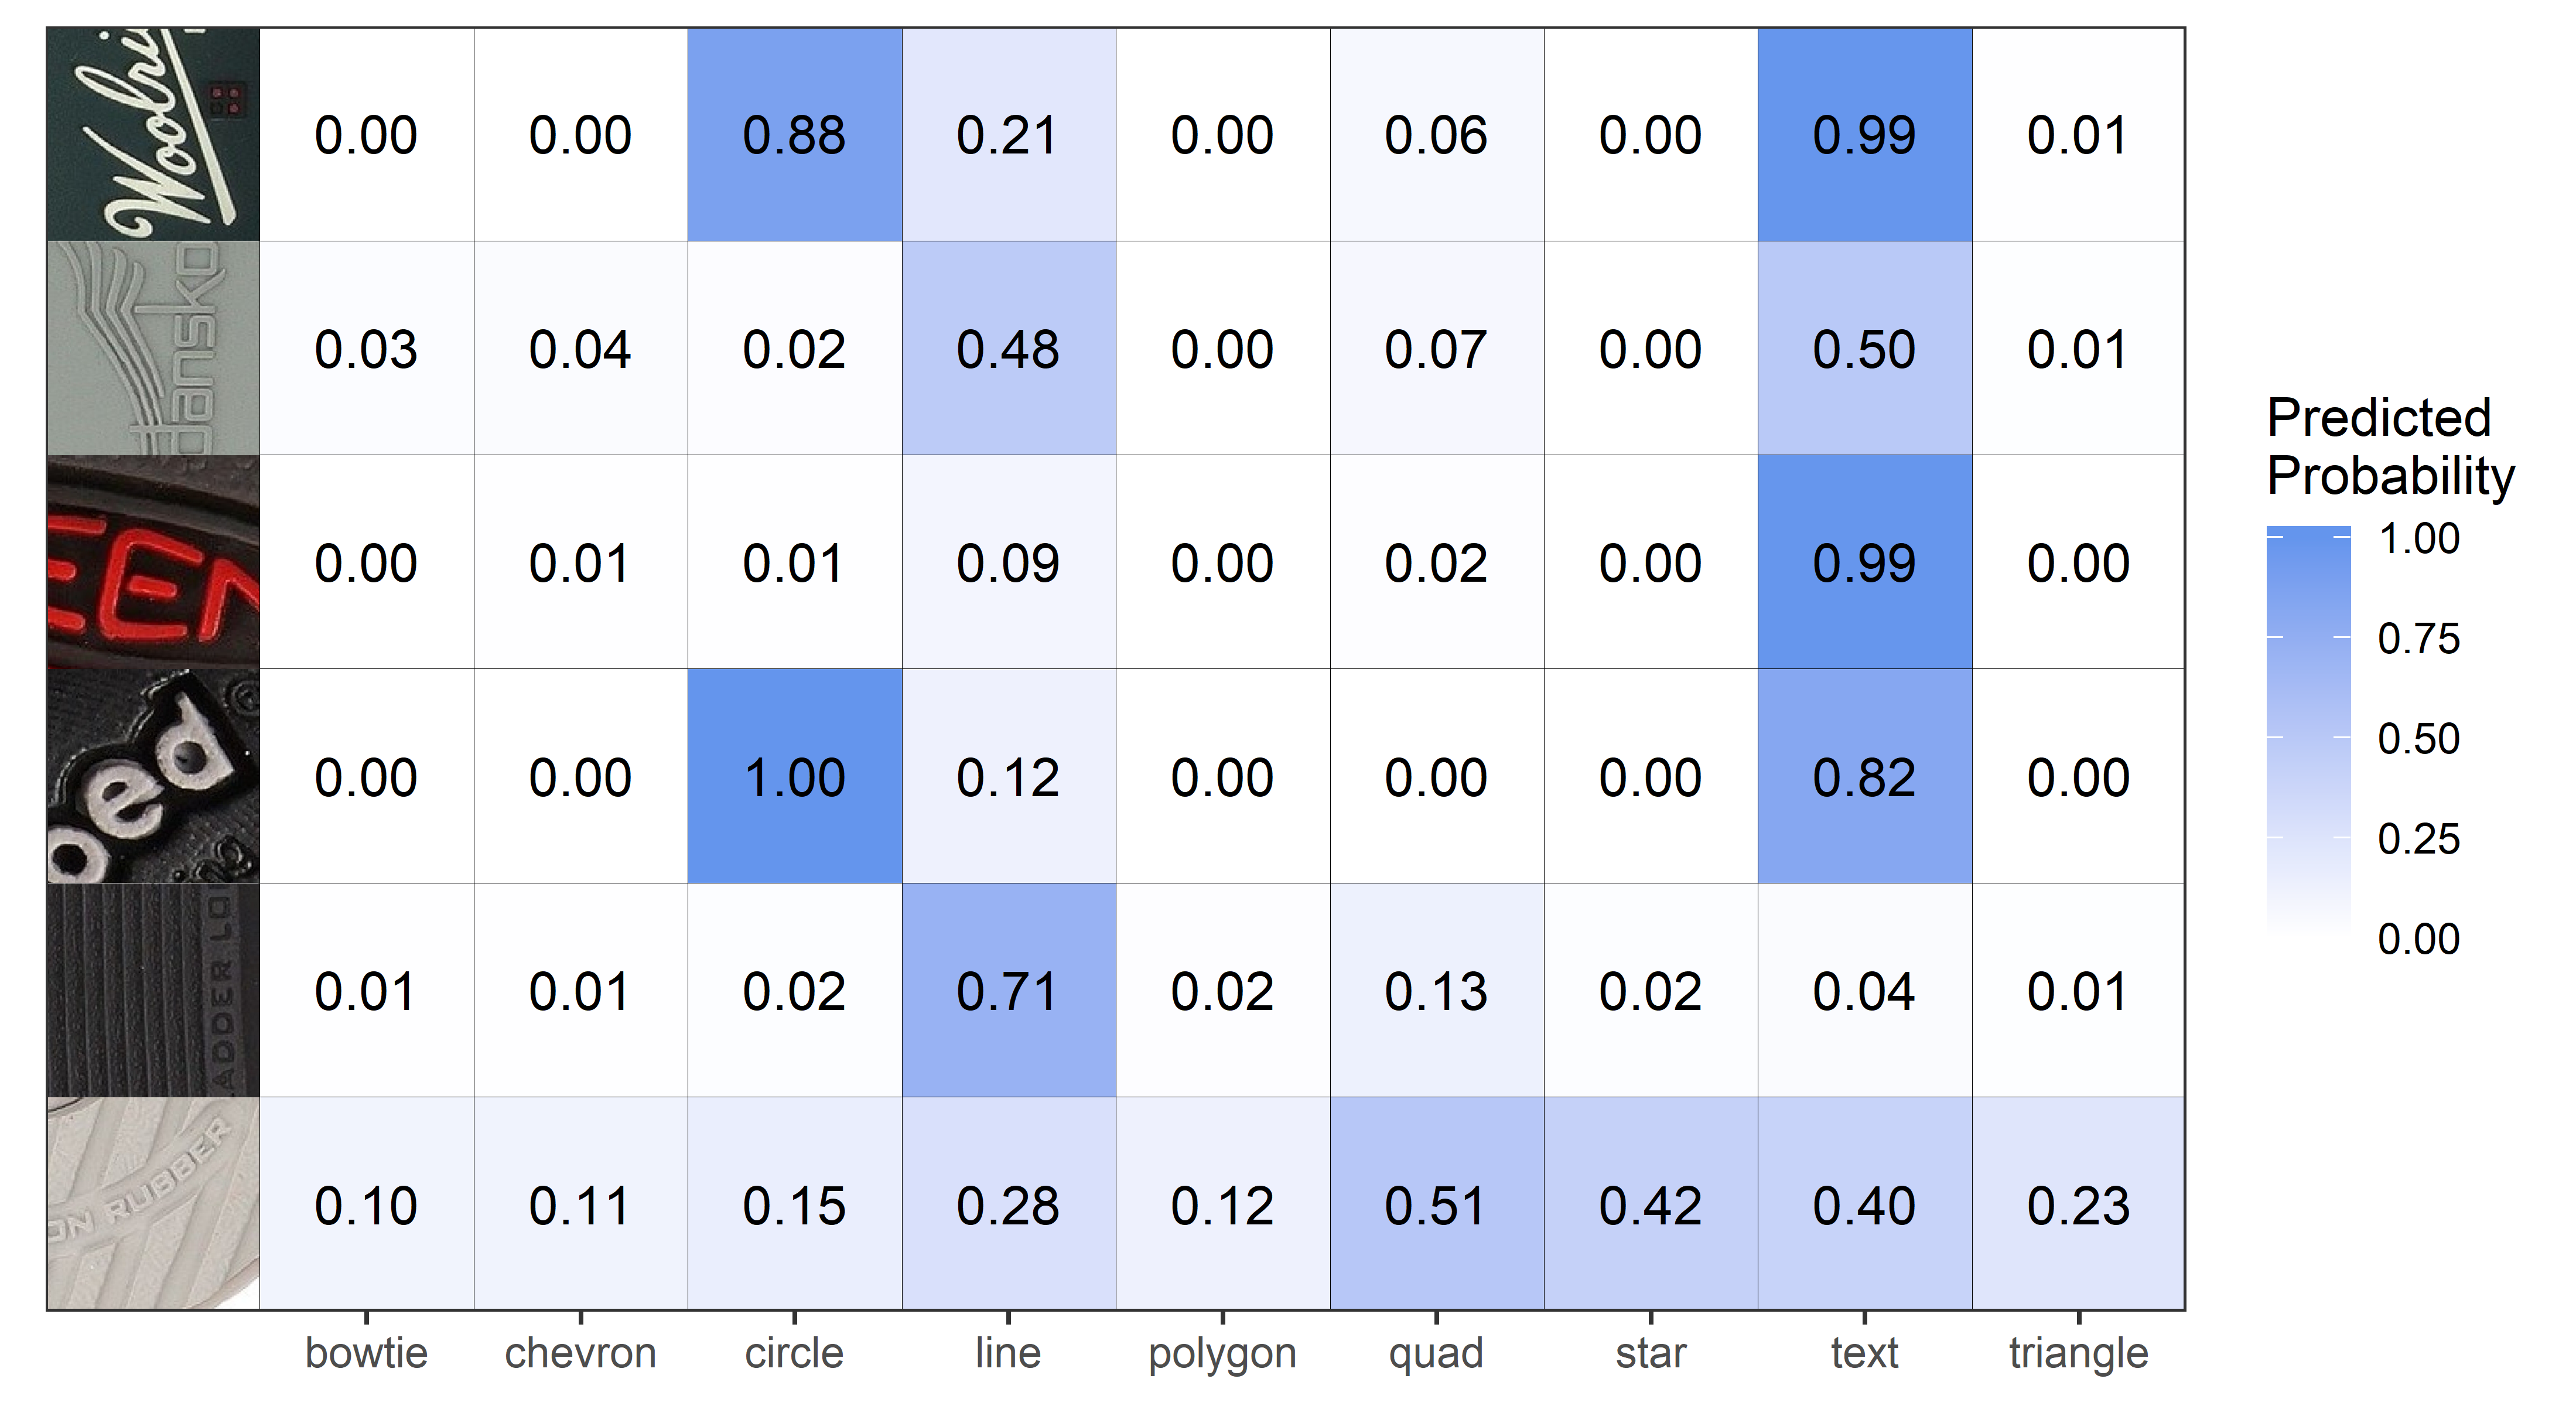 Woolri
0.00 0.00 0.88 0.21 0.00 0.06 0.00 0.99 0.01
dansko
0.03 0.04 0.02 0.48 0.00 0.07 0.00 0.50 0.01
EEN
0.00 0.01 0.01 0.09 0.00 0.02 0.00 0.99 0.00
oed
ing
0.00 0.00 1.00 0.12 0.00 0.00 0.00 0.82 0.00
ADDER LO
0.01 0.01 0.02 0.71 0.02 0.13 0.02 0.04 0.01
ON RUBBER
0.10 0.11 0.15 0.28 0.12 0.51 0.42 0.40 0.23
bowtie chevron circle line polygon quad star text triangle
Predicted
Probability
1.00
0.75
0.50
0.25
0.00